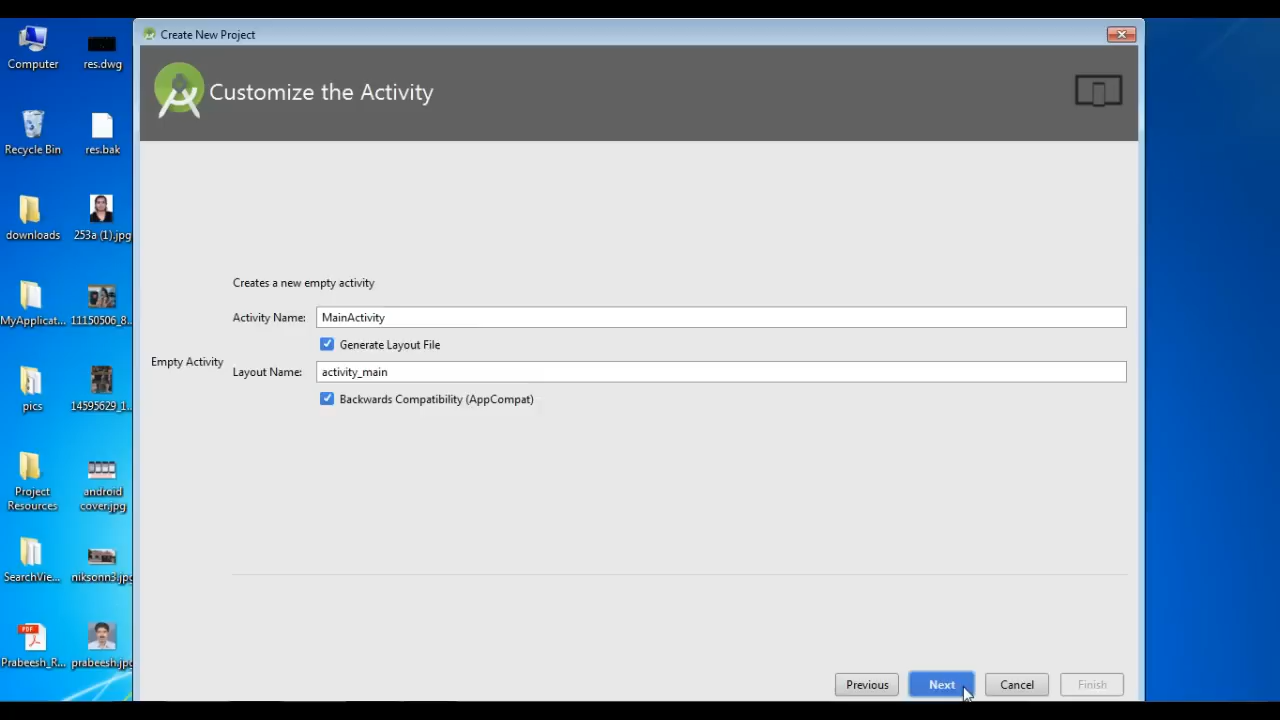 Create New Project
Customize the Activity
Computer
res.dwg
Recycle Bin
res.bak
downloads
253a (1).jpg
MyApplicat...
11150506_8...
pics
14595629_1...
Project
Resources
android
cover.jpg
SearchVie...
niksonn3.jpg
PDF
Prabeesh_R...
prabeesh.jpg
Creates a new empty activity
Activity Name: MainActivity
Generate Layout File
Empty Activity
Layout Name: activity_main
Backwards Compatibility (AppCompat)
Previous
Next
Cancel
Finish